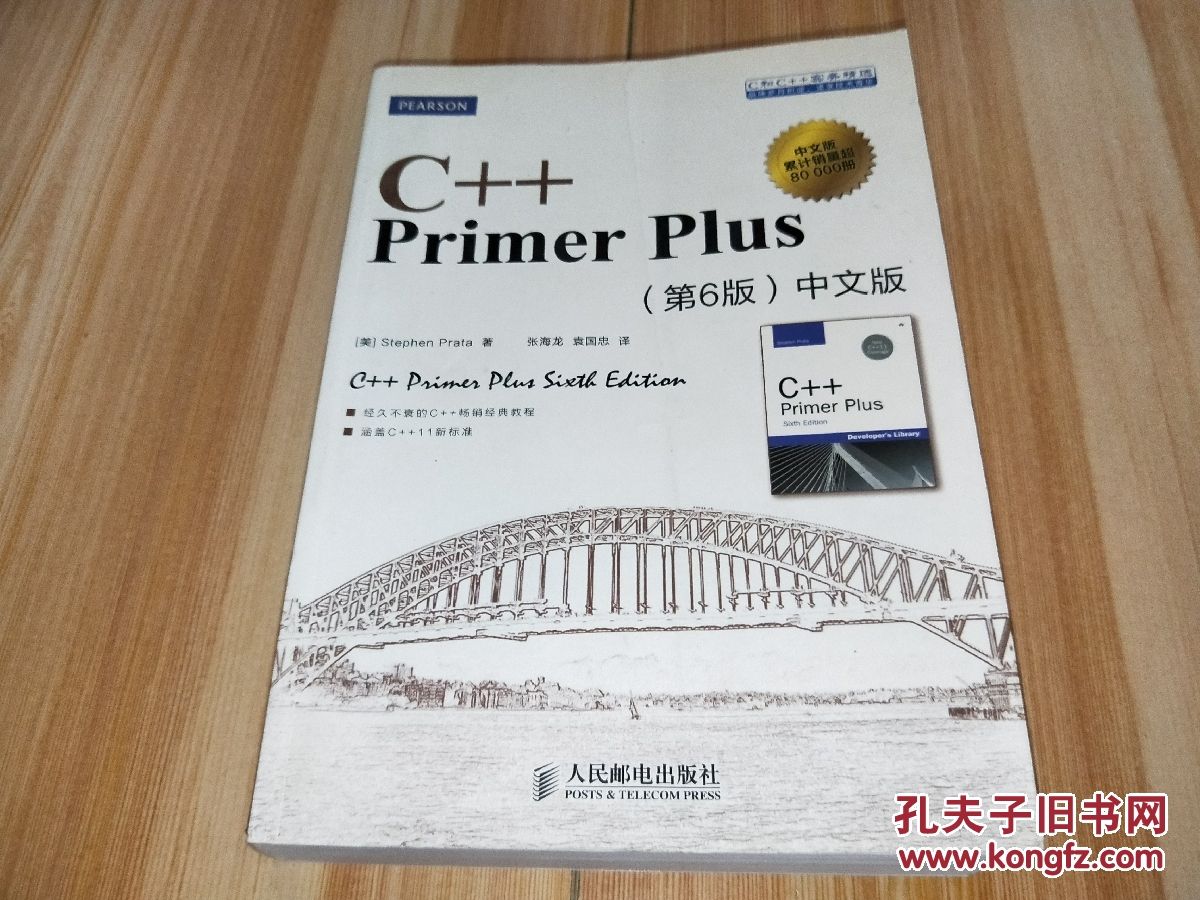 PEARSON
C和C++实务精选
中文版
累计销量超
80 000册
C++
Primer Plus
（第6版）中文版
[美] Stephen Prata 著 张海龙 袁国忠 译
C++ Primer Plus Sixth Edition
经久不衰的C++畅销经典教程
涵盖C++11新标准
Stephen Prata
C++
Primer Plus
Sixth Edition
Developer's Library
人民邮电出版社
POSTS & TELECOM PRESS
孔夫子旧书网
www.kongfz.com